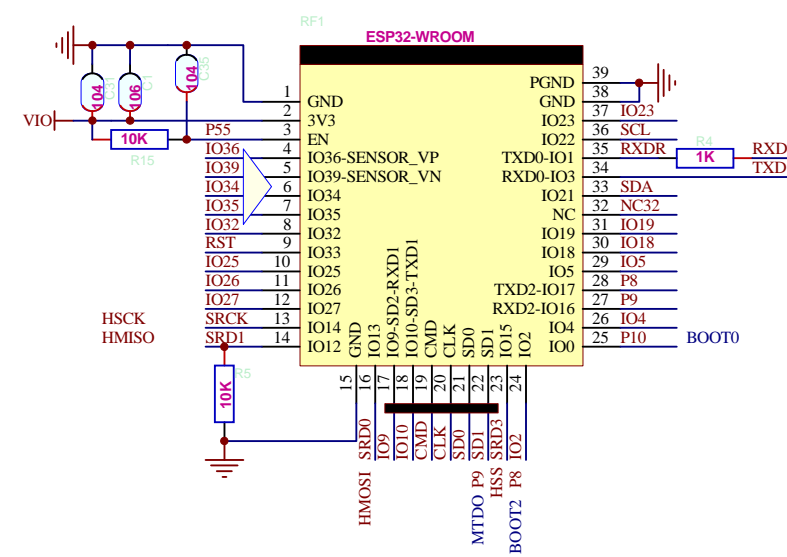 RF1
ESP32-WROOM
104
C31
106
C1
104
C35
VIO
10K
R15
P55
IO36
IO39
IO34
IO35
IO32
RST
IO25
IO26
IO27
HSCK SRCK
HMISO SRD1
1 GND
2 3V3
3 EN
4 IO36-SENSOR_VP
5 IO39-SENSOR_VN
6 IO34
7 IO35
8 IO32
9 IO33
10 IO25
11 IO26
12 IO27
13 IO14
14 IO12
PGND 39
GND 38
IO23 37 IO23
IO22 36 SCL
TXD0-IO1 35 RXDR
R4
1K
RXD
RXD0-IO3 34 TXD
IO21 33 SDA
NC 32 NC32
IO19 31 IO19
IO18 30 IO18
IO5 29 IO5
TXD2-IO17 28 P8
RXD2-IO16 27 P9
IO4 26 IO4
IO0 25 P10 BOOT0
GND 15
IO13 16 HMOSI SRD0
IO9-SD2-RXD1 17 IO9
IO10-SD3-TXD1 18 IO10
CMD 19 CMD
CLK 20 CLK
SD0 21 SD0
SD1 22 SD1
IO15 23 MTDO P9 HSS SRD3
IO2 24 BOOT2 P8 IO2
10K
R5